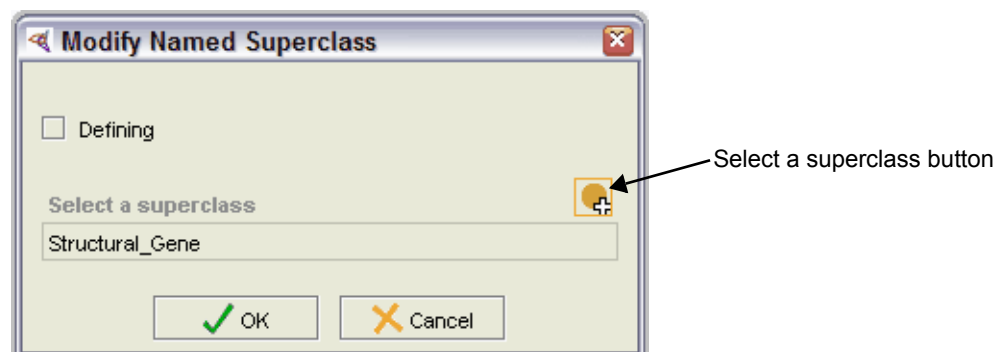 Modify Named Superclass
Defining
Select a superclass button
Select a superclass
Structural_Gene
OK
Cancel